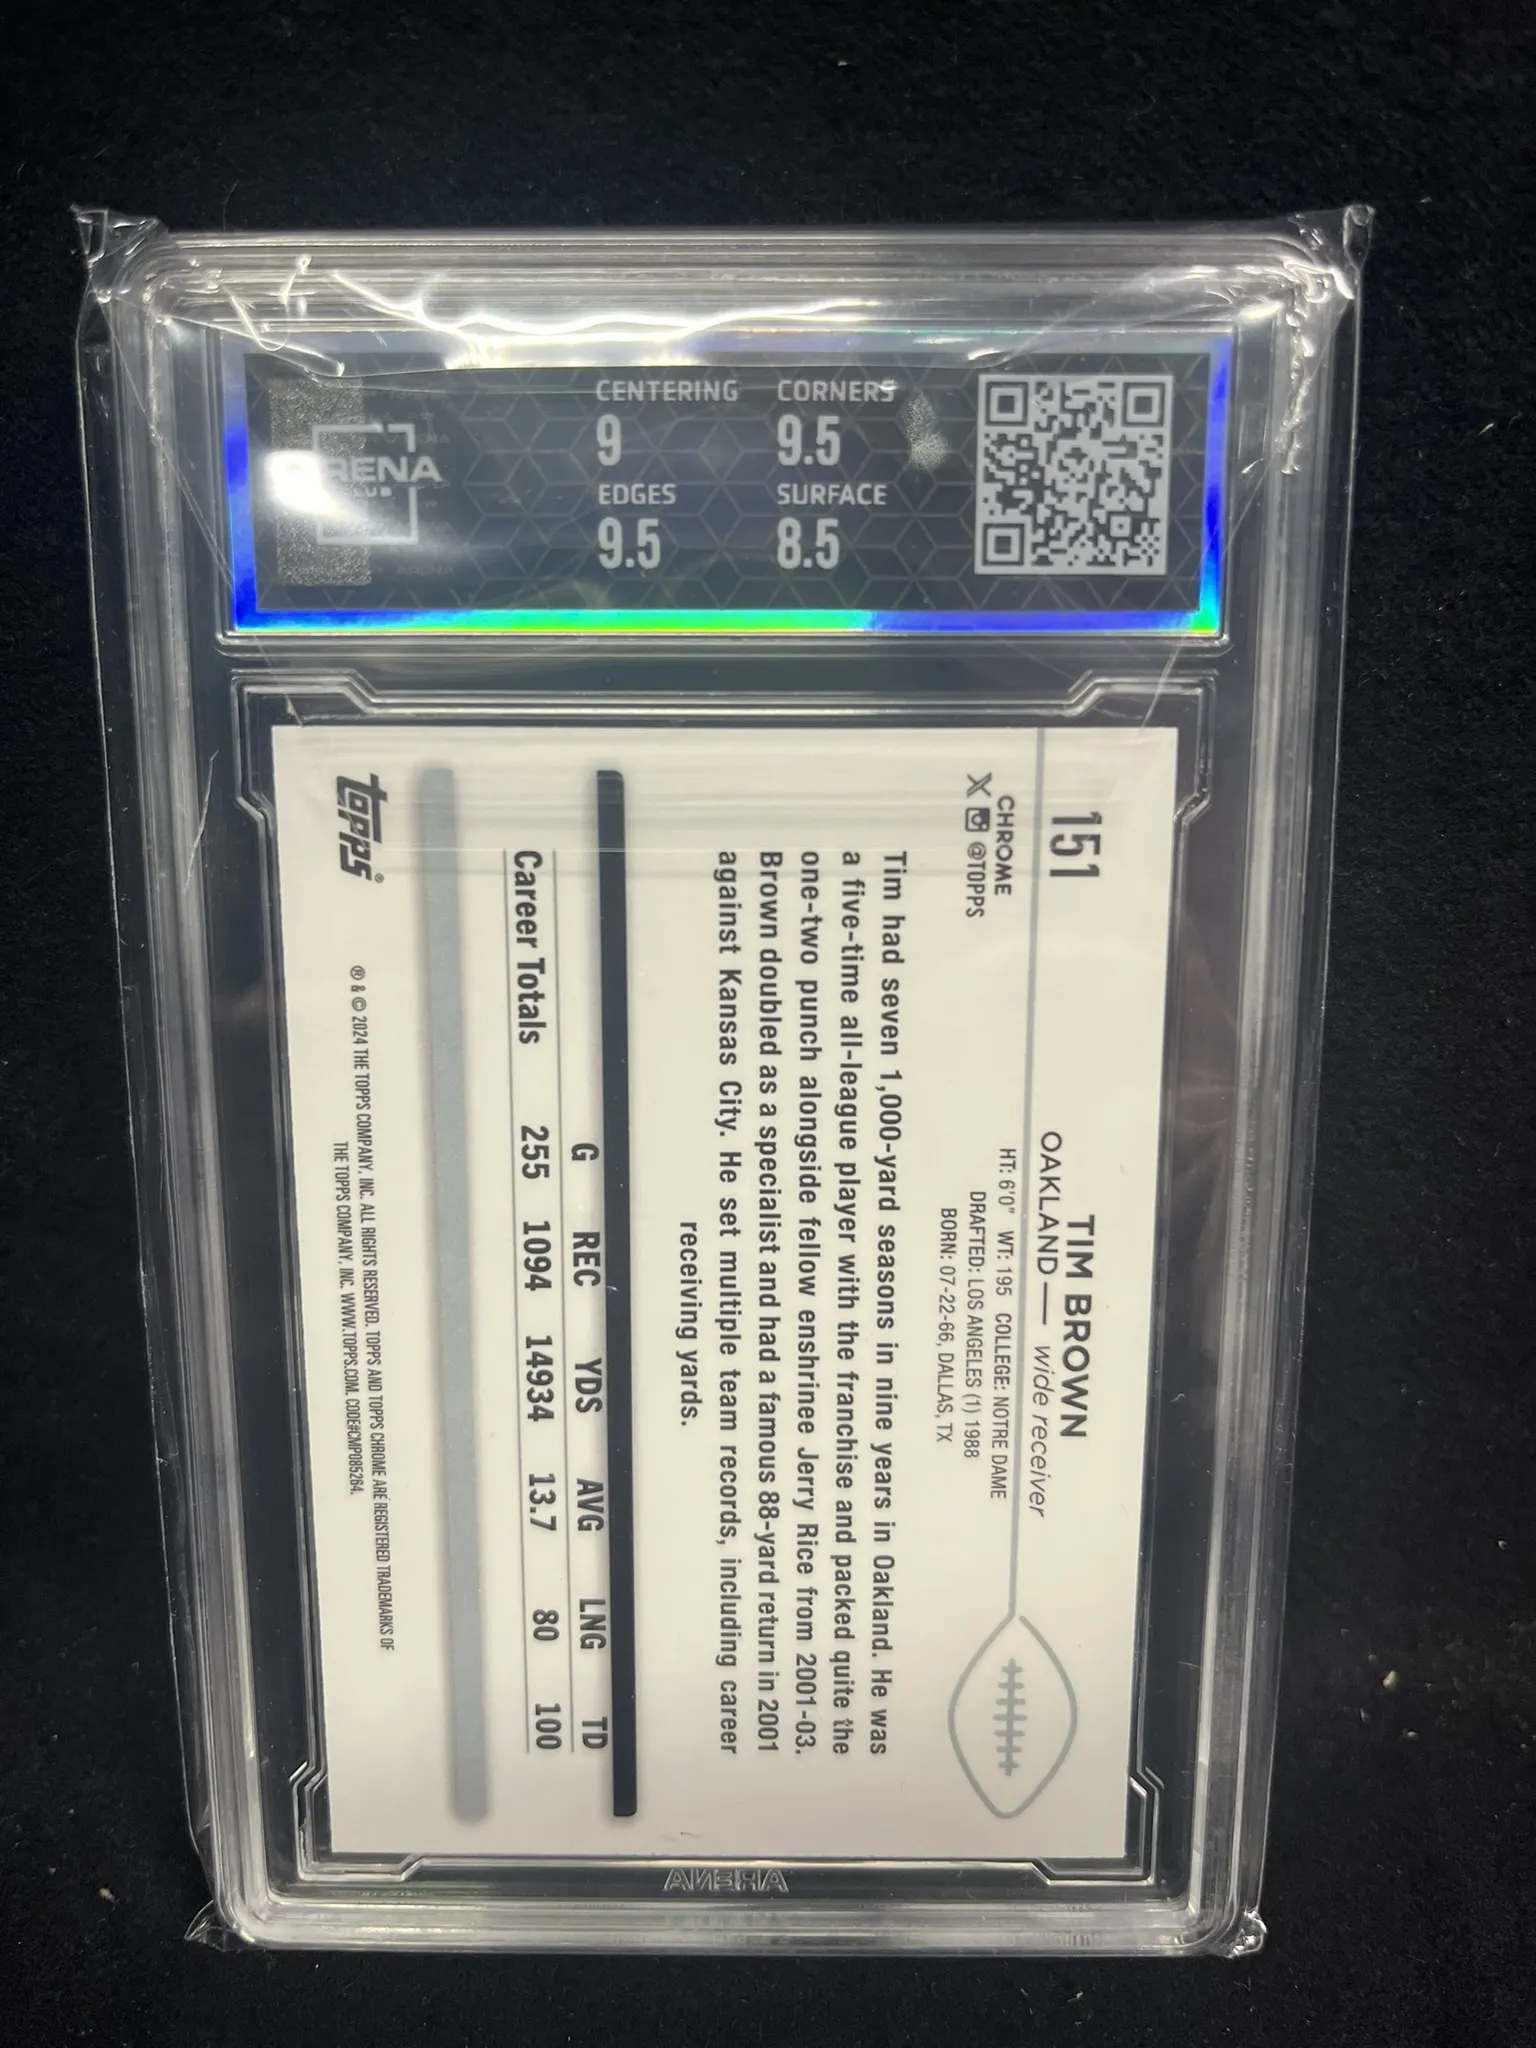 CENTERING CORNERS
9 9.5
EDGES SURFACE
9.5 8.5
RENA
151
CHROME
@TOPPS
TIM BROWN
OAKLAND— wide receiver
HT: 6'0" WT: 195 COLLEGE: NOTRE DAME
DRAFTED: LOS ANGELES (1) 1988
BORN: 07-22-66, DALLAS, TX
Tim had seven 1,000-yard seasons in nine years in Oakland. He was
a five-time all-league player with the franchise and packed quite the
one-two punch alongside fellow enshrinee Jerry Rice from 2001-03.
Brown doubled as a specialist and had a famous 88-yard return in 2001
against Kansas City. He set multiple team records, including career
receiving yards.
G REC YDS AVG LNG TD
Career Totals 255 1094 14934 13.7 80 100
topps®
® & © 2024 THE TOPPS COMPANY, INC. ALL RIGHTS RESERVED. TOPPS AND TOPPS CHROME ARE REGISTERED TRADEMARKS OF
THE TOPPS COMPANY, INC. WWW.TOPPS.COM. CODE#CMP085264.
ARENA